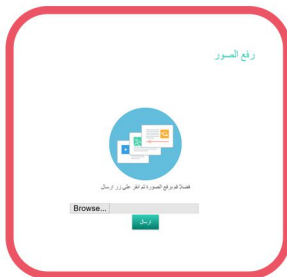 رفع الصور
فضلا قم برفع الصورة ثم انقر على زر ارسال
Browse...
ارسال